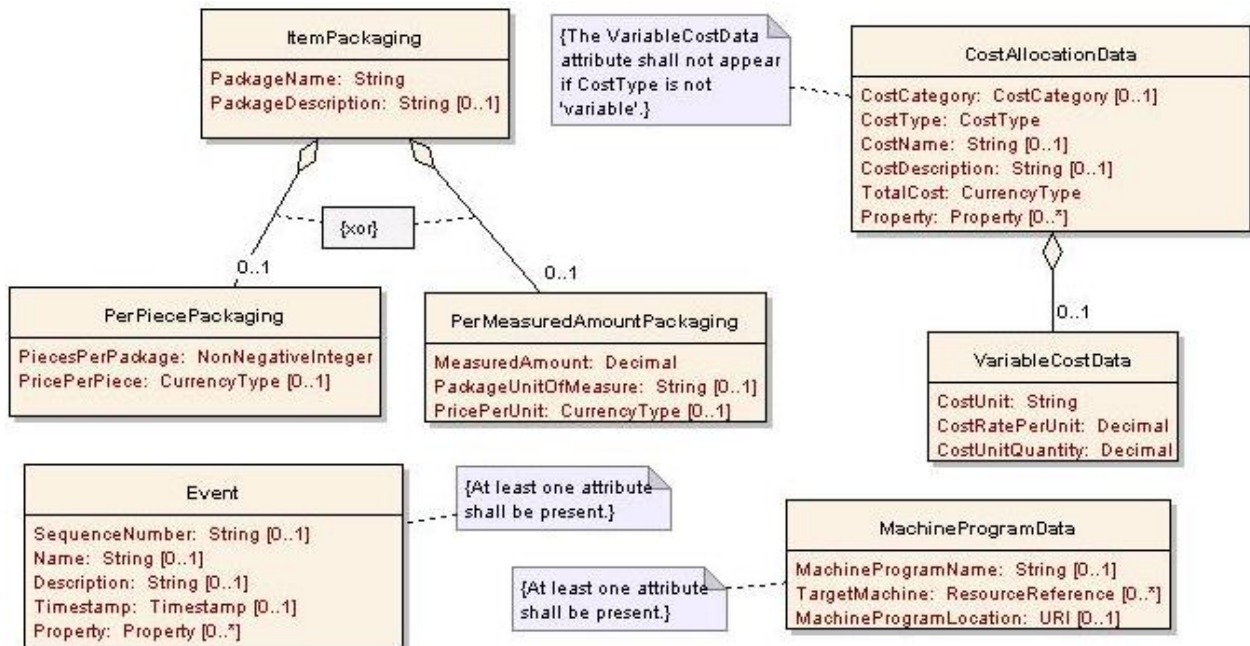 ItemPackaging
PackageName: String
PackageDescription: String [0..1]
{The VariableCostData
attribute shall not appear
if CostType is not
'variable'.}
CostAllocationData
CostCategory: CostCategory [0..1]
CostType: CostType
CostName: String [0..1]
CostDescription: String [0..1]
TotalCost: CurrencyType
Property: Property [0..*]
{xor}
0..1
0..1
0..1
PerPiecePackaging
PiecesPerPackage: NonNegativeInteger
PricePerPiece: CurrencyType [0..1]
PerMeasuredAmountPackaging
MeasuredAmount: Decimal
PackageUnitOfMeasure: String [0..1]
PricePerUnit: CurrencyType [0..1]
VariableCostData
CostUnit: String
CostRatePerUnit: Decimal
CostUnitQuantity: Decimal
Event
SequenceNumber: String [0..1]
Name: String [0..1]
Description: String [0..1]
Timestamp: Timestamp [0..1]
Property: Property [0..*]
{At least one attribute
shall be present.}
{At least one attribute
shall be present.}
MachineProgramData
MachineProgramName: String [0..1]
TargetMachine: ResourceReference [0..*]
MachineProgramLocation: URI [0..1]